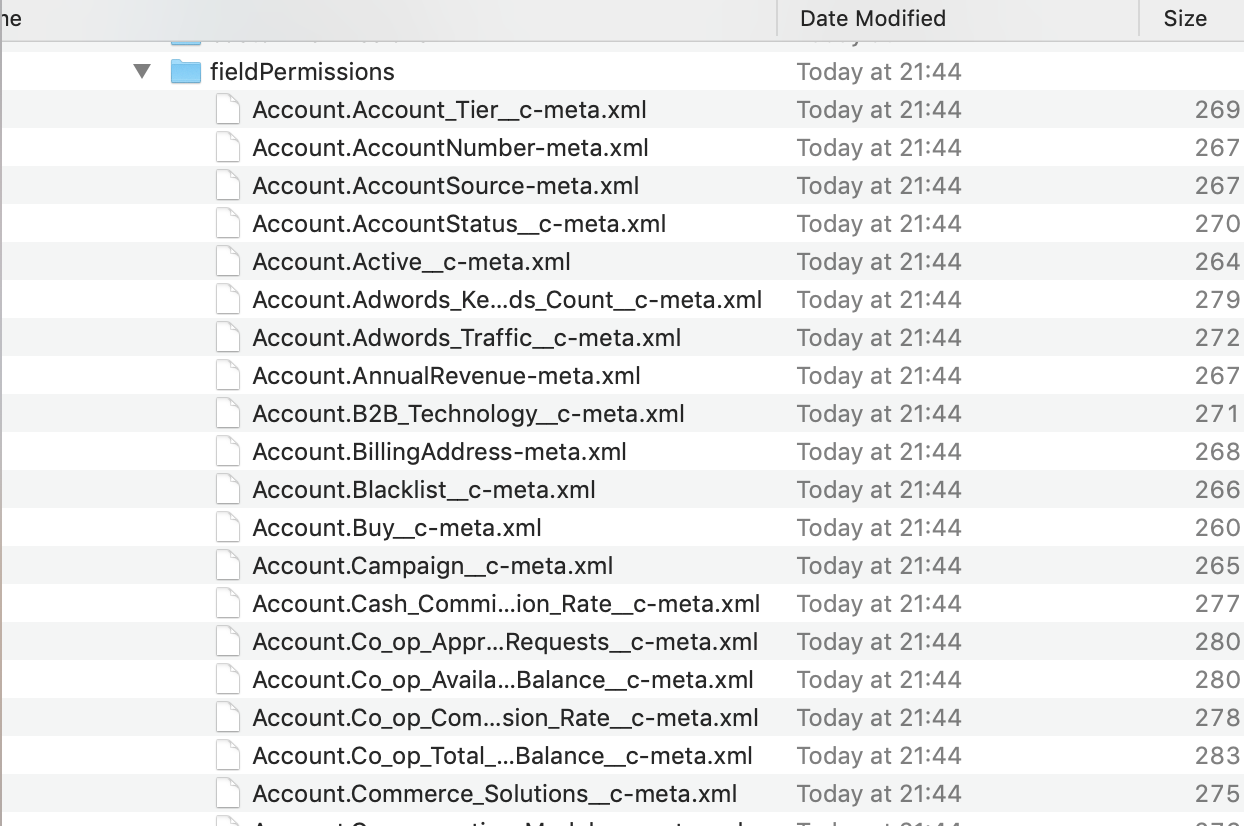 ne Date Modified Size
fieldPermissions Today at 21:44
Account.Account_Tier__c-meta.xml Today at 21:44 269
Account.AccountNumber-meta.xml Today at 21:44 267
Account.AccountSource-meta.xml Today at 21:44 267
Account.AccountStatus__c-meta.xml Today at 21:44 270
Account.Active__c-meta.xml Today at 21:44 264
Account.Adwords_Ke...ds_Count__c-meta.xml Today at 21:44 279
Account.Adwords_Traffic__c-meta.xml Today at 21:44 272
Account.AnnualRevenue-meta.xml Today at 21:44 267
Account.B2B_Technology__c-meta.xml Today at 21:44 271
Account.BillingAddress-meta.xml Today at 21:44 268
Account.Blacklist__c-meta.xml Today at 21:44 266
Account.Buy__c-meta.xml Today at 21:44 260
Account.Campaign__c-meta.xml Today at 21:44 265
Account.Cash_Commi...ion_Rate__c-meta.xml Today at 21:44 277
Account.Co_op_Appr...Requests__c-meta.xml Today at 21:44 280
Account.Co_op_Availa...Balance__c-meta.xml Today at 21:44 280
Account.Co_op_Com...sion_Rate__c-meta.xml Today at 21:44 278
Account.Co_op_Total_...Balance__c-meta.xml Today at 21:44 283
Account.Commerce_Solutions__c-meta.xml Today at 21:44 275